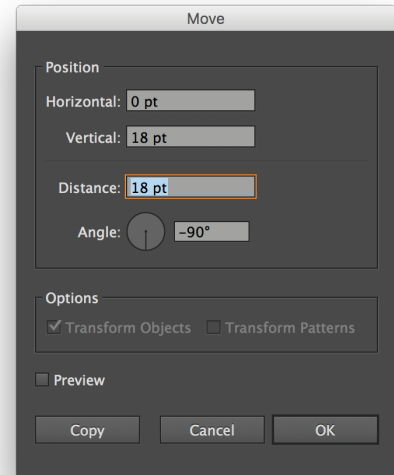 Move
Position
Horizontal: 0 pt
Vertical: 18 pt
Distance: 18 pt
Angle: -90°
Options
Transform Objects Transform Patterns
Preview
Copy Cancel OK